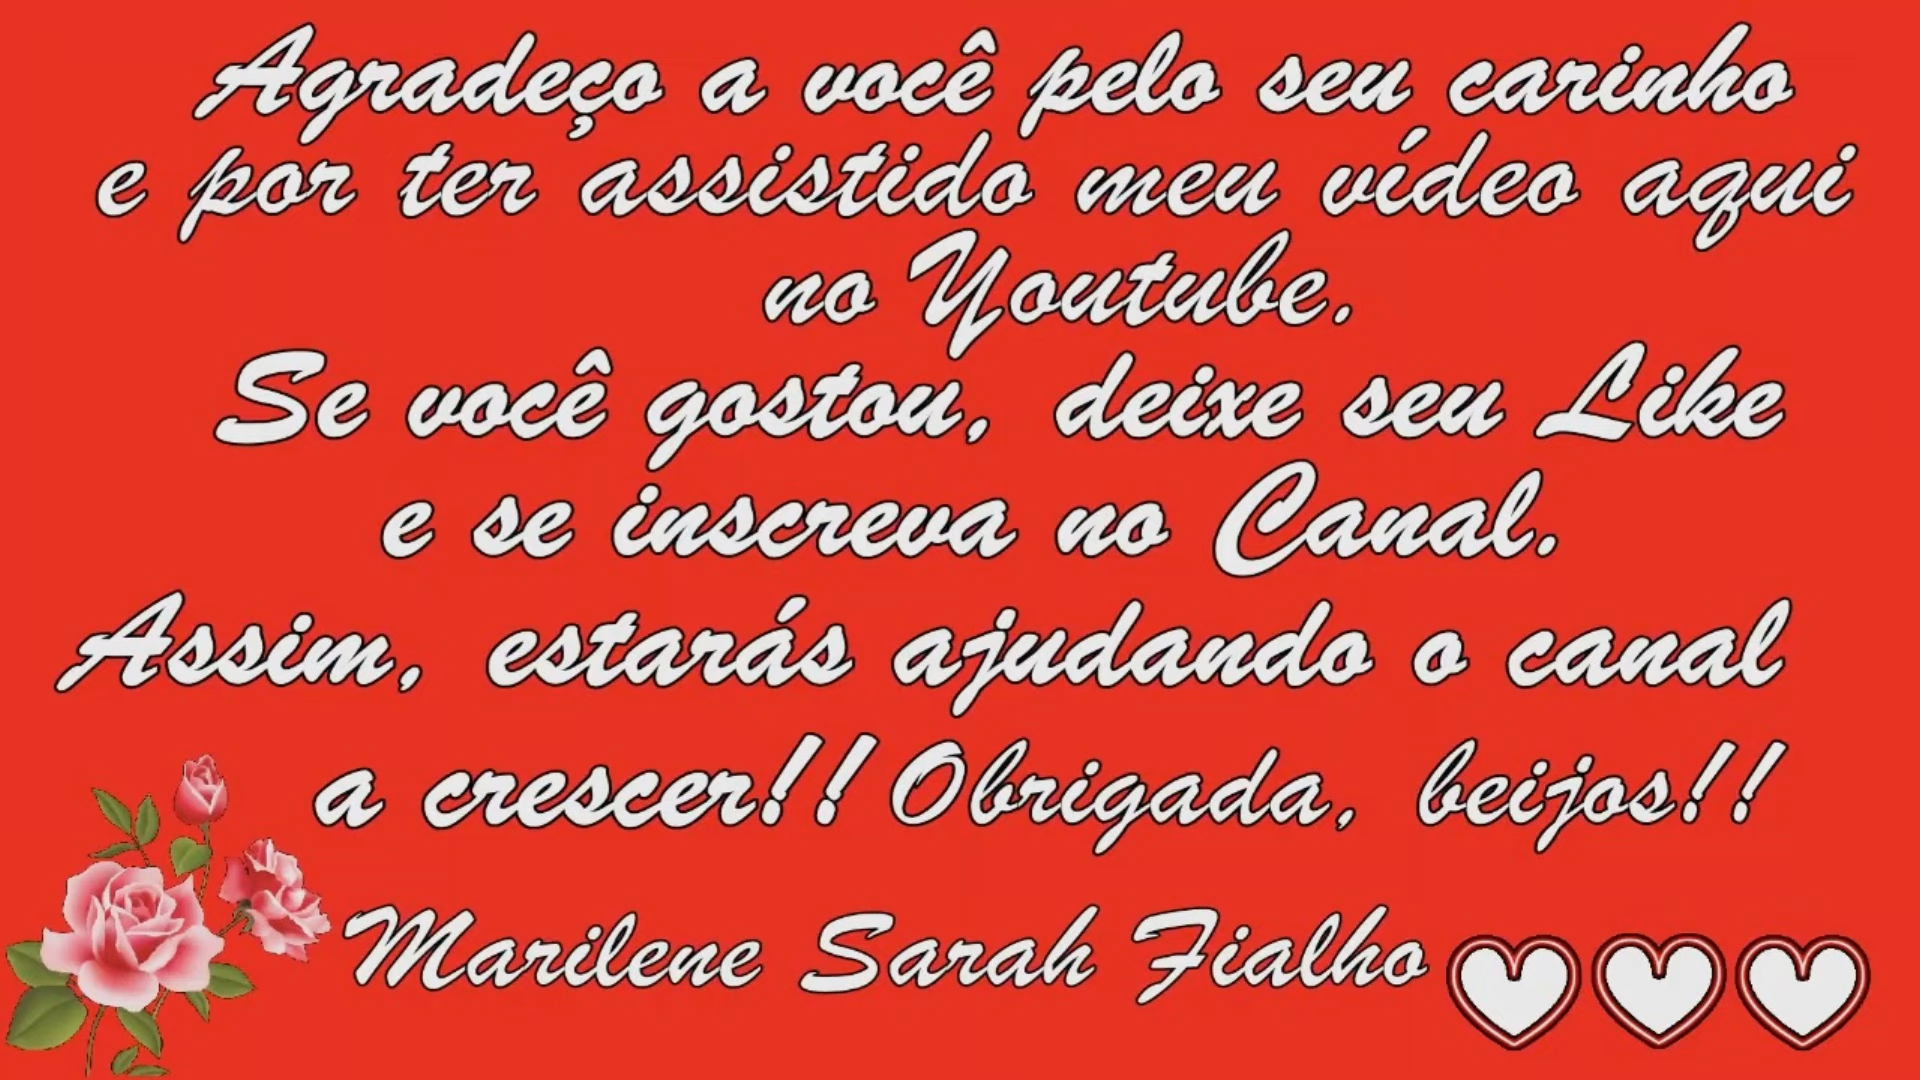 Agradeço a você pelo seu carinho
e por ter assistido meu vídeo aqui
no Youtube.
Se você gostou, deixe seu Like
e se inscreva no Canal.
Assim, estarás ajudando o canal
a crescer!! Obrigada, beijos!!
Marilene Sarah Fialho